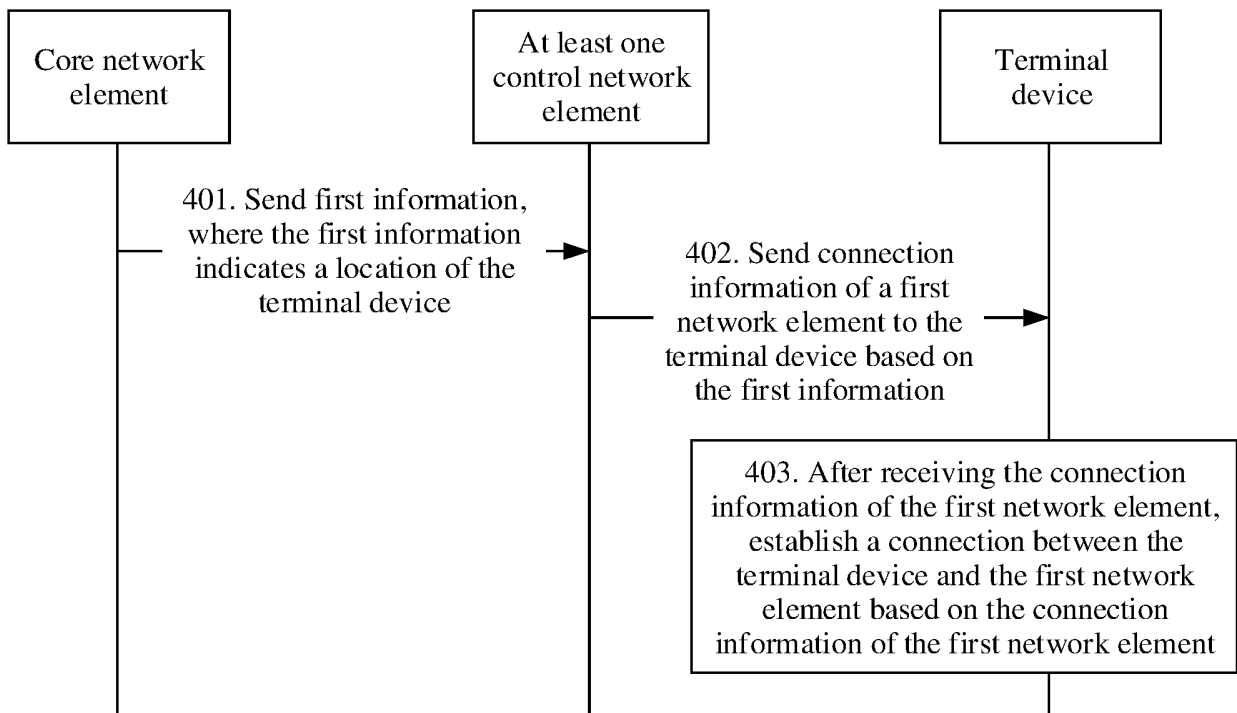 Core network
element
At least one
control network
element
Terminal
device
401. Send first information,
where the first information
indicates a location of the
terminal device
402. Send connection
information of a first
network element to the
terminal device based on
the first information
403. After receiving the connection
information of the first network element,
establish a connection between the
terminal device and the first network
element based on the connection
information of the first network element